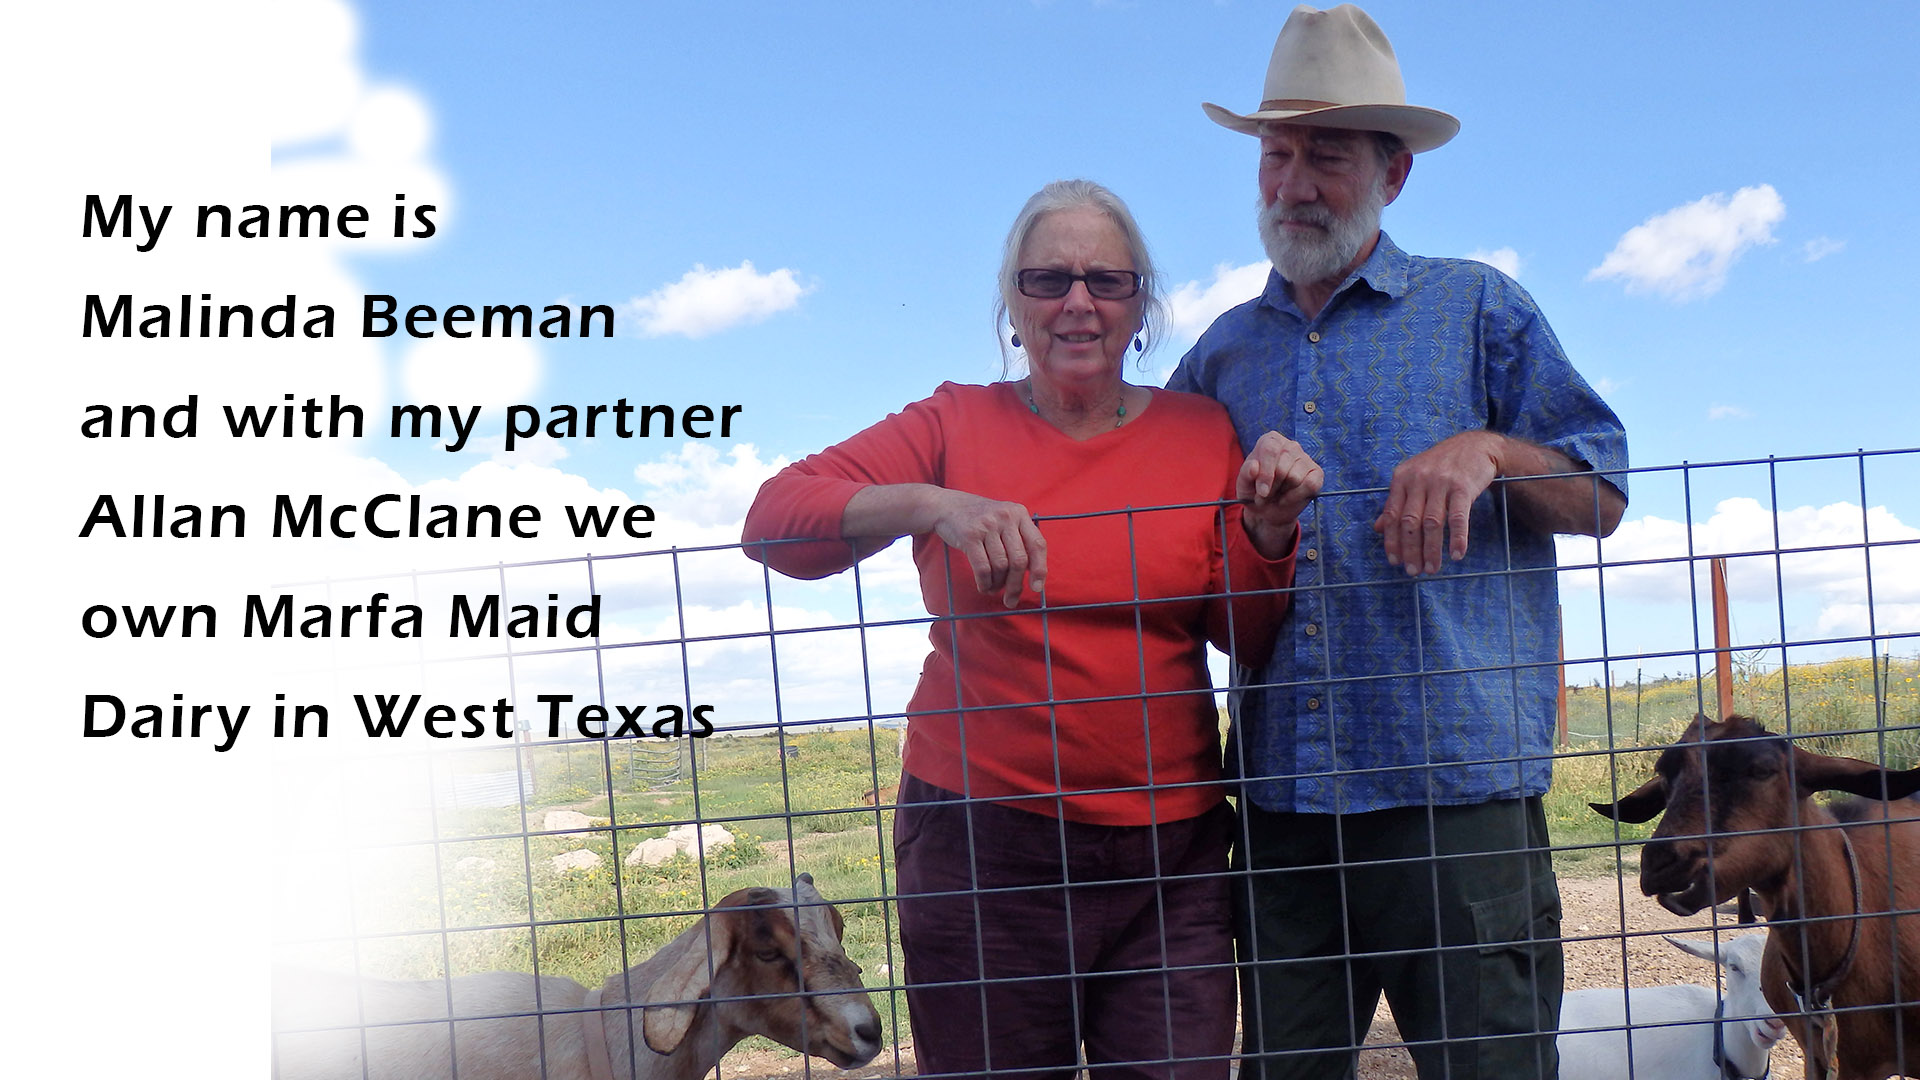 My name is
Malinda Beeman
and with my partner
Allan McClane we
own Marfa Maid
Dairy in West Texas